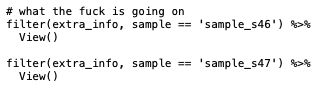 # what the fuck is going on
filter(extra_info, sample == 'sample_s46') %>%
  View()

filter(extra_info, sample == 'sample_s47') %>%
  View()